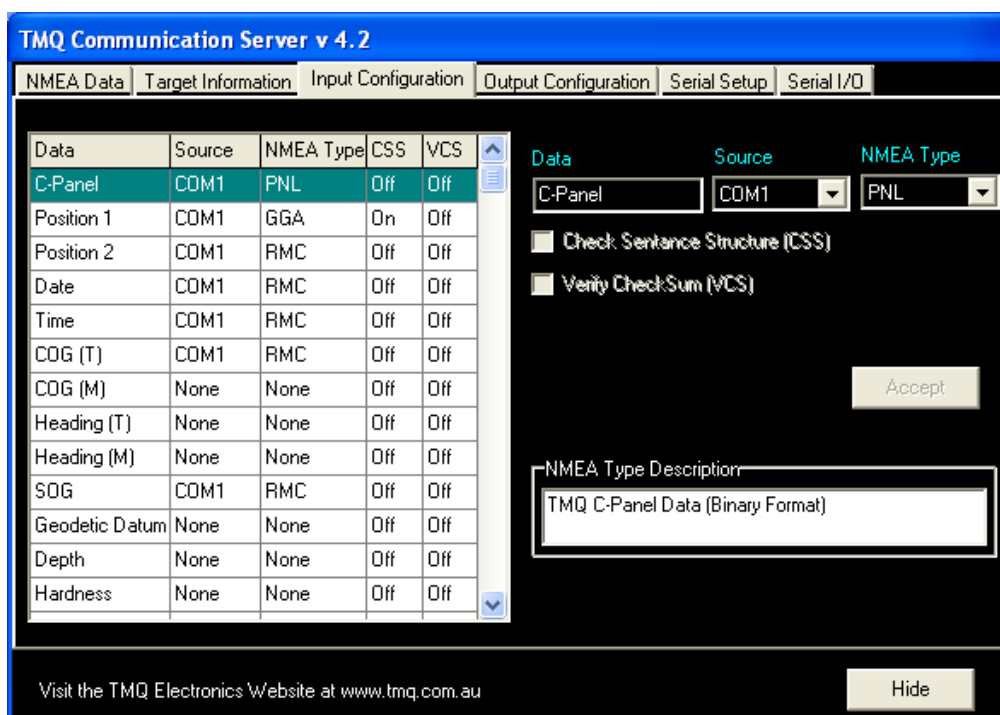 TMQ Communication Server v 4.2
NMEA Data Target Information Input Configuration Output Configuration Serial Setup Serial I/O
Data Source NMEA Type CSS VCS
C-Panel COM1 PNL Off Off
Position 1 COM1 GGA On Off
Position 2 COM1 RMC Off Off
Date COM1 RMC Off Off
Time COM1 RMC Off Off
COG (T) COM1 RMC Off Off
COG (M) None None Off Off
Heading (T) None None Off Off
Heading (M) None None Off Off
SOG COM1 RMC Off Off
Geodetic Datum None None Off Off
Depth None None Off Off
Hardness None None Off Off
Data Source NMEA Type
C-Panel COM1 PNL
Check Sentance Structure (CSS)
Verify CheckSum (VCS)
Accept
NMEA Type Description
TMQ C-Panel Data (Binary Format)
Visit the TMQ Electronics Website at www.tmq.com.au
Hide